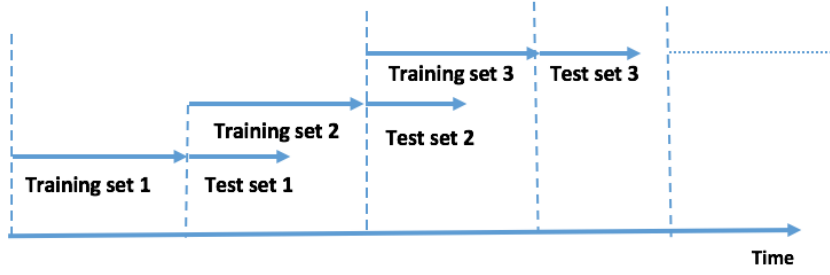 Training set 3
Test set 3
Training set 2
Test set 2
Training set 1
Test set 1
Time